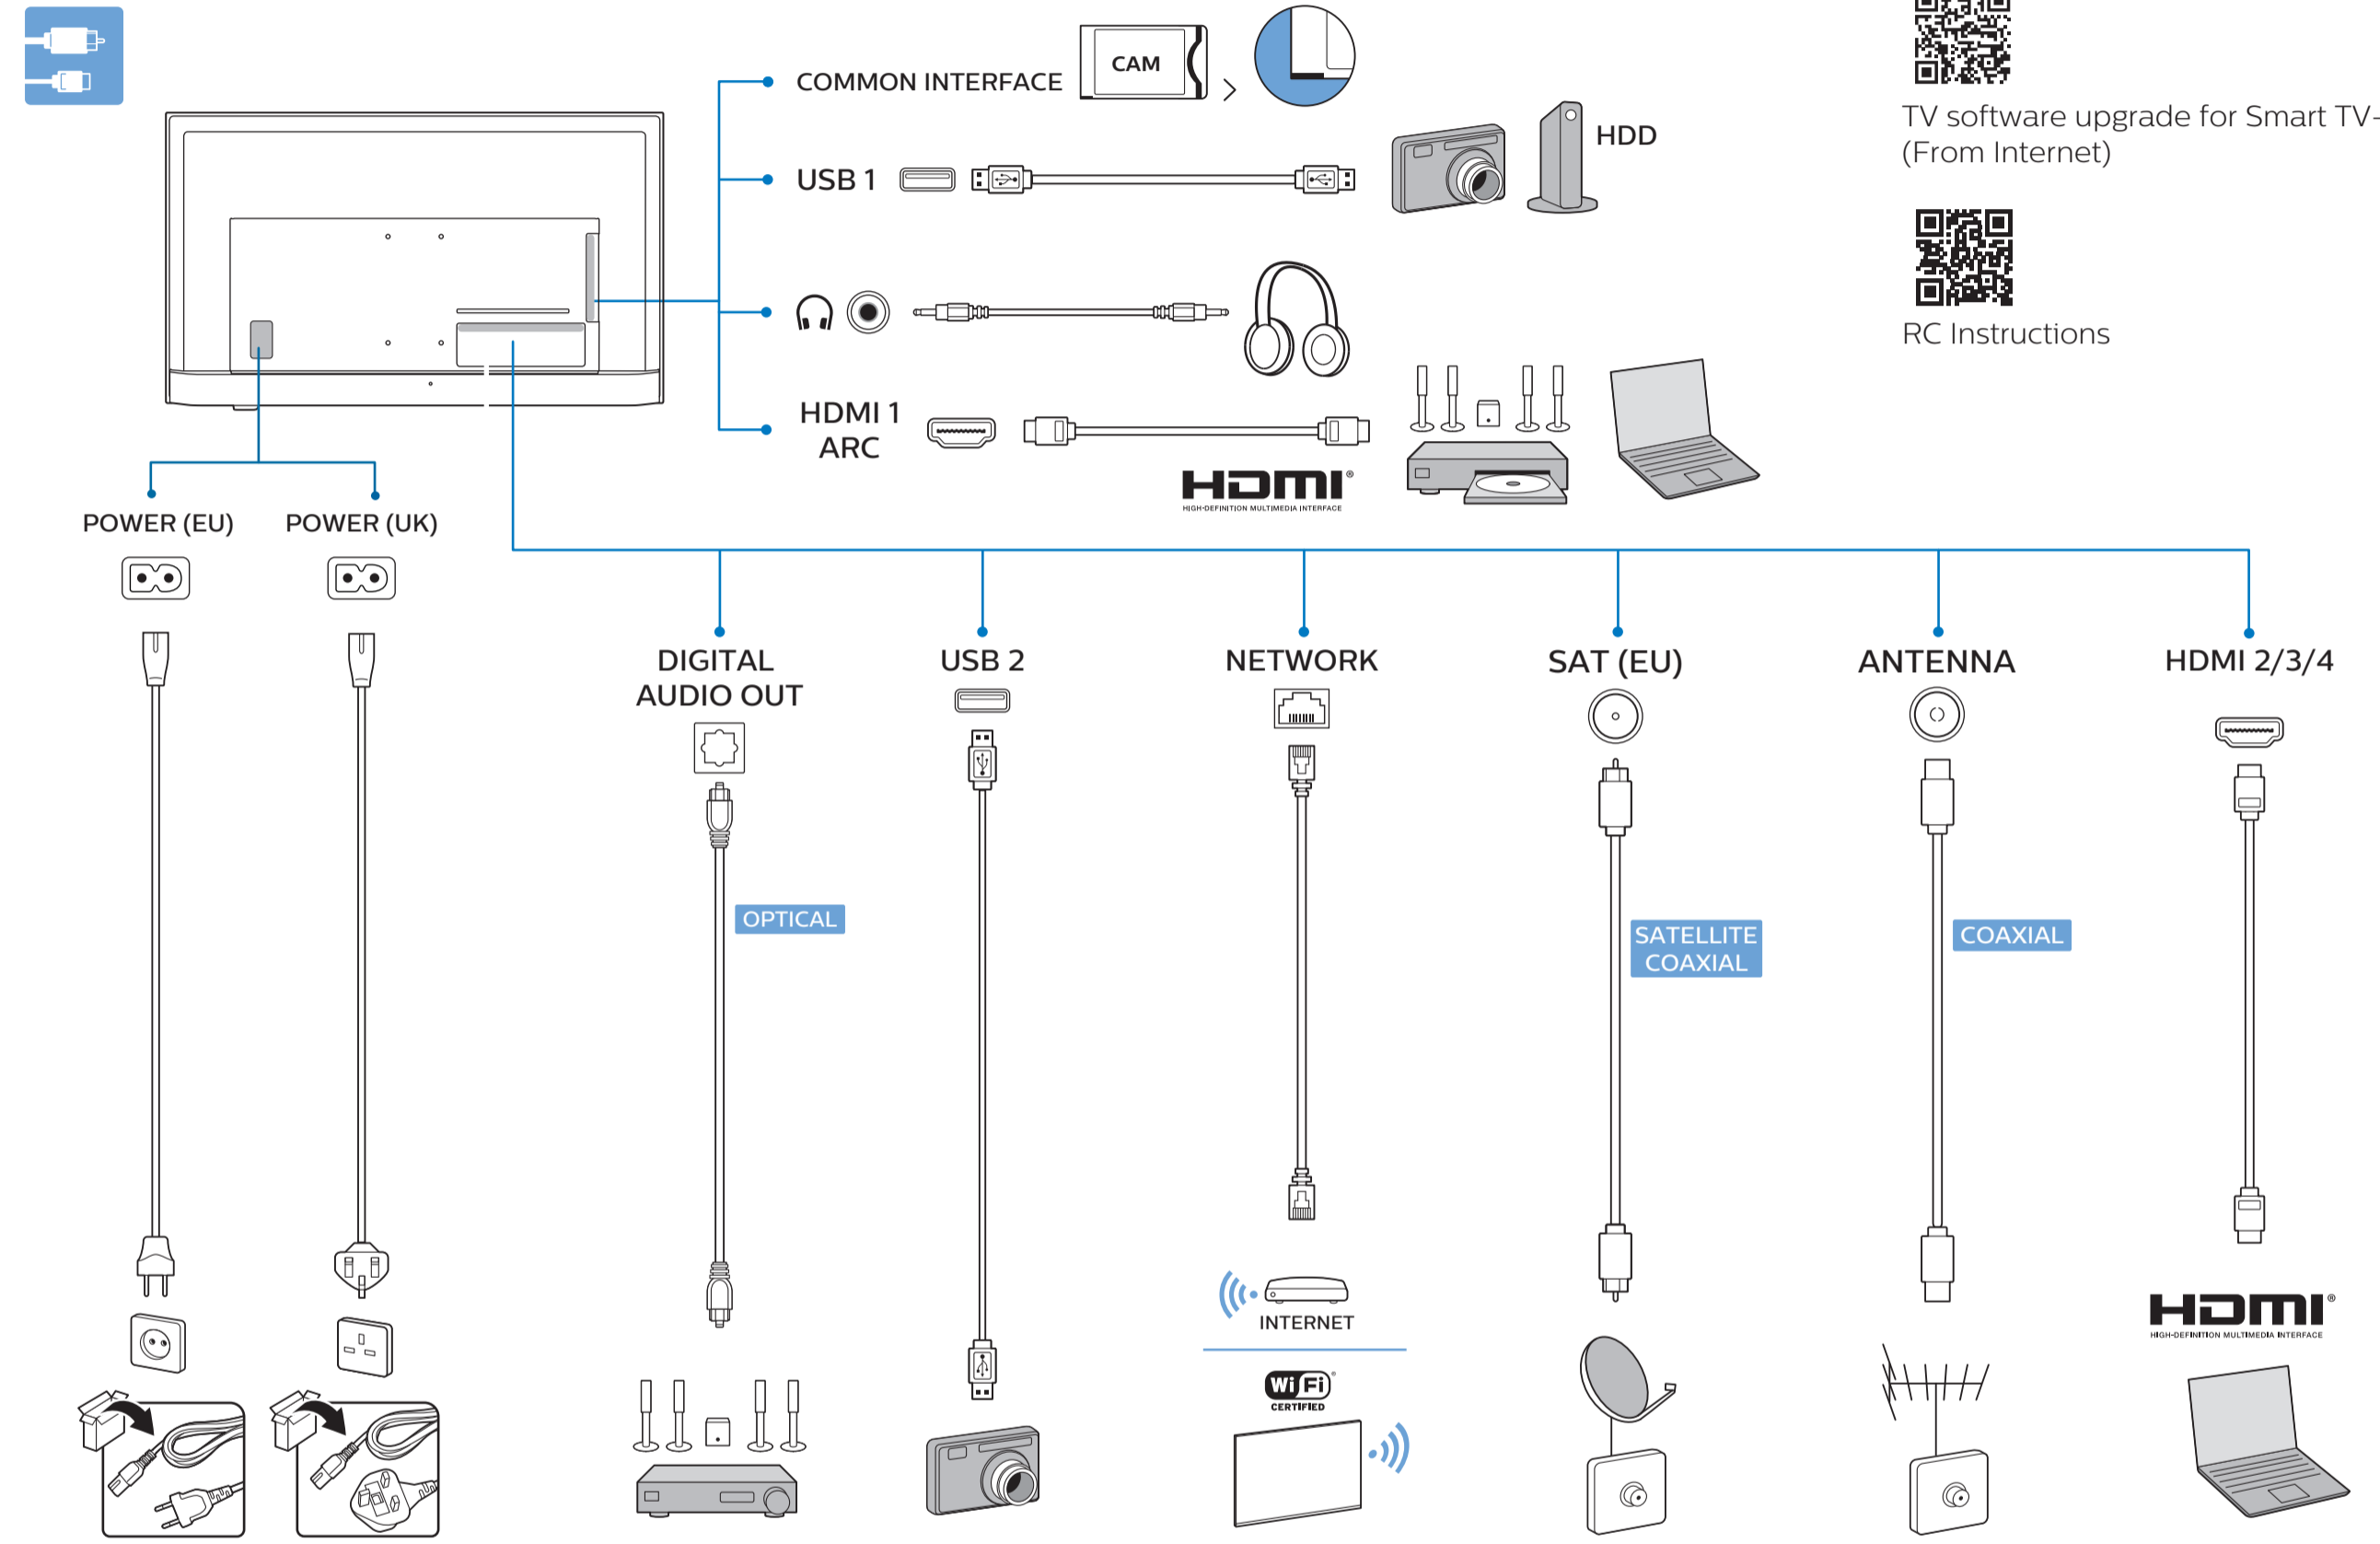 COMMON INTERFACE
CAM
TV software upgrade for Smart TV-
(From Internet)
USB 1
HDD
RC Instructions
HDMI 1
ARC
HDMI®
HIGH-DEFINITION MULTIMEDIA INTERFACE
POWER (EU)
POWER (UK)
DIGITAL
AUDIO OUT
USB 2
NETWORK
SAT (EU)
ANTENNA
HDMI 2/3/4
OPTICAL
SATELLITE
COAXIAL
COAXIAL
INTERNET
Wi Fi®
CERTIFIED
HDMI®
HIGH-DEFINITION MULTIMEDIA INTERFACE